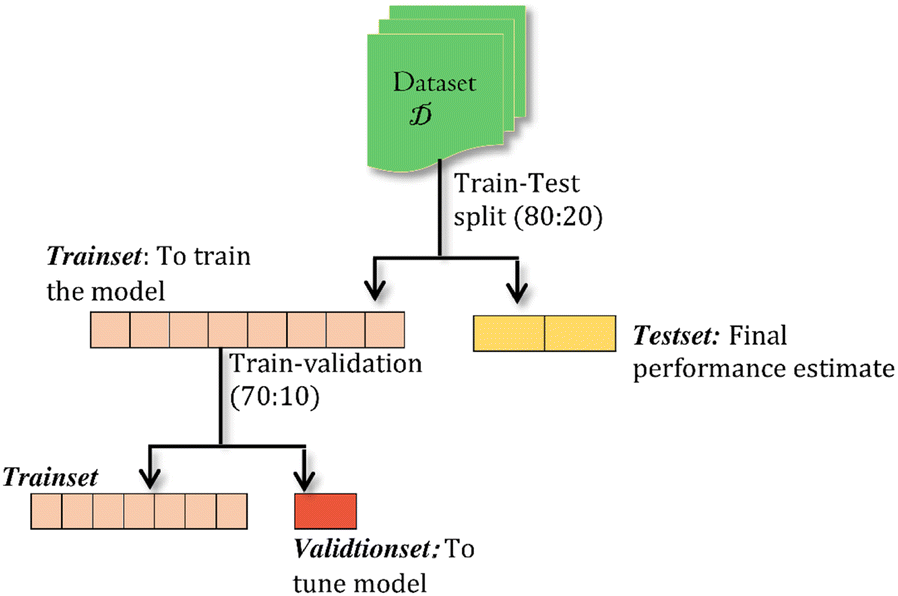 Dataset
𝒟
Train-Test
split (80:20)
Trainset: To train
the model
Testset: Final
performance estimate
Train-validation
(70:10)
Trainset
Validtionset: To
tune model